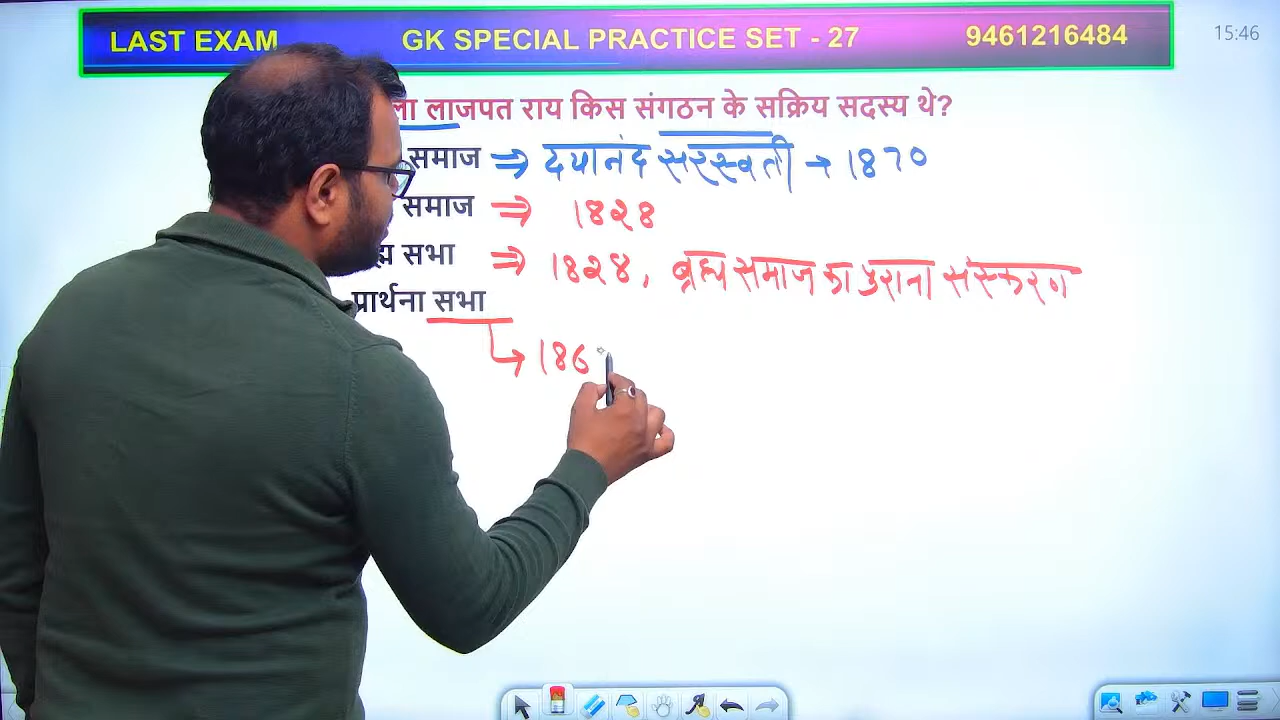 LAST EXAM GK SPECIAL PRACTICE SET - 27 9461216484
15:46
ला लाजपत राय किस संगठन के सक्रिय सदस्य थे?
समाज ⇒ दयानंद सरस्वती → 1870
समाज ⇒ 1828
सभा ⇒ 1828, ब्रह्म समाज का पुराना संस्करण
प्रार्थना सभा
→ 186